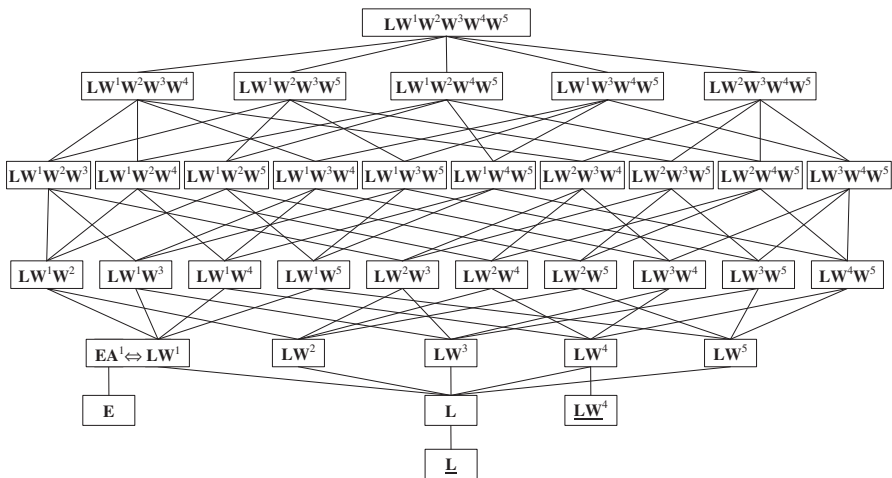 LW¹W²W³W⁴W⁵
LW¹W²W³W⁴ LW¹W²W³W⁵ LW¹W²W⁴W⁵ LW¹W³W⁴W⁵ LW²W³W⁴W⁵
LW¹W²W³ LW¹W²W⁴ LW¹W²W⁵ LW¹W³W⁴ LW¹W³W⁵ LW¹W⁴W⁵ LW²W³W⁴ LW²W³W⁵ LW²W⁴W⁵ LW³W⁴W⁵
LW¹W² LW¹W³ LW¹W⁴ LW¹W⁵ LW²W³ LW²W⁴ LW²W⁵ LW³W⁴ LW³W⁵ LW⁴W⁵
EA¹⇔LW¹ LW² LW³ LW⁴ LW⁵
E L LW⁴
L